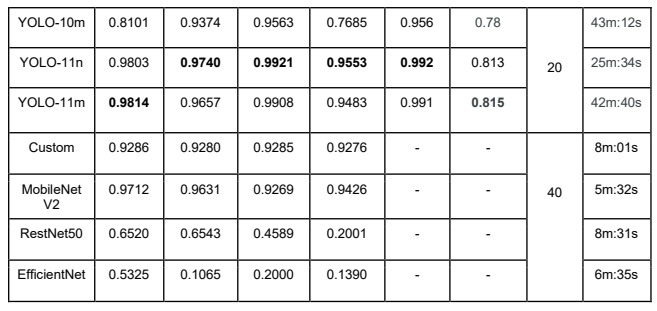 YOLO-10m 0.8101 0.9374 0.9563 0.7685 0.956 0.78 43m:12s
YOLO-11n 0.9803 0.9740 0.9921 0.9553 0.992 0.813 20 25m:34s
YOLO-11m 0.9814 0.9657 0.9908 0.9483 0.991 0.815 42m:40s
Custom 0.9286 0.9280 0.9285 0.9276 - - 8m:01s
MobileNet
V2 0.9712 0.9631 0.9269 0.9426 - - 40 5m:32s
RestNet50 0.6520 0.6543 0.4589 0.2001 - - 8m:31s
EfficientNet 0.5325 0.1065 0.2000 0.1390 - - 6m:35s